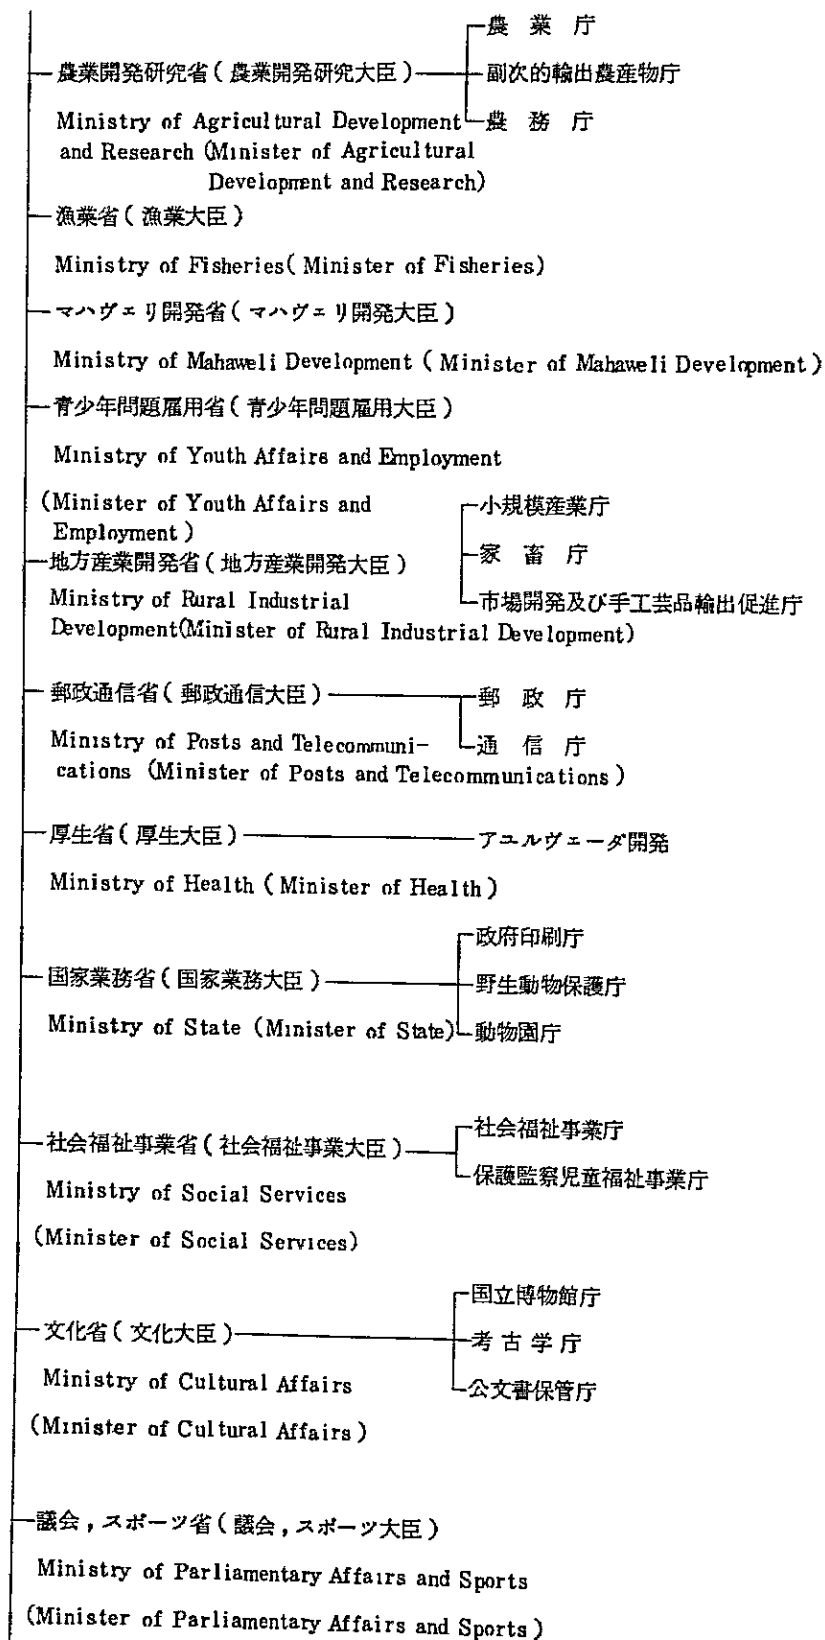 農業庁
農業開発研究省(農業開発研究大臣)
副次的輸出農産物庁
Ministry of Agricultural Development
農務庁
and Research (Minister of Agricultural
Development and Research)
漁業省(漁業大臣)
Ministry of Fisheries(Minister of Fisheries)
マハヴェリ開発省(マハヴェリ開発大臣)
Ministry of Mahaweli Development (Minister of Mahaweli Development)
青少年問題雇用省(青少年問題雇用大臣)
Ministry of Youth Affairs and Employment
(Minister of Youth Affairs and
Employment)
小規模産業庁
地方産業開発省(地方産業開発大臣)
家畜庁
Ministry of Rural Industrial
市場開発及び手工芸品輸出促進庁
Development(Minister of Rural Industrial Development)
郵政通信省(郵政通信大臣)
郵政庁
Ministry of Posts and Telecommuni-
通信庁
cations (Minister of Posts and Telecommunications)
厚生省(厚生大臣)
アユルヴェーダ開発
Ministry of Health (Minister of Health)
政府印刷庁
国家業務省(国家業務大臣)
野生動物保護庁
Ministry of State (Minister of State)
動物園庁
社会福祉事業庁
社会福祉事業省(社会福祉事業大臣)
保護監察児童福祉事業庁
Ministry of Social Services
(Minister of Social Services)
国立博物館庁
文化省(文化大臣)
考古学庁
Ministry of Cultural Affairs
公文書保管庁
(Minister of Cultural Affairs)
議会,スポーツ省(議会,スポーツ大臣)
Ministry of Parliamentary Affairs and Sports
(Minister of Parliamentary Affairs and Sports)